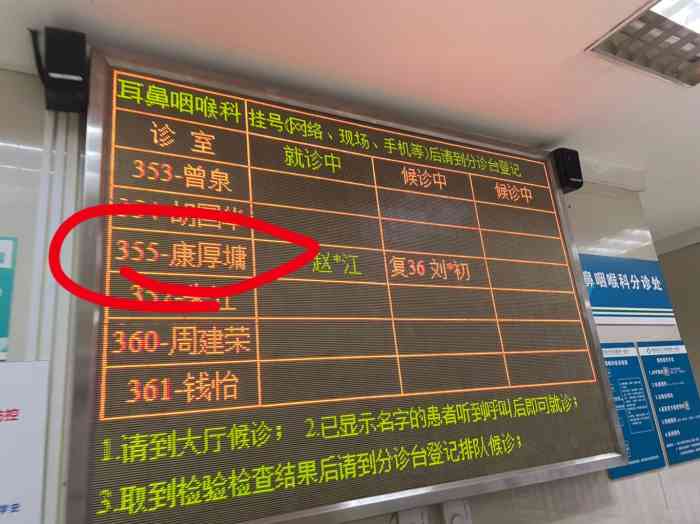 耳鼻咽喉科 挂号(网络、现场、手机等)后请到分诊台登记
诊室 就诊中 候诊中 候诊中
353-曾泉
355-康厚墉 赵*江 复36 刘*初
360-周建荣
361-钱怡
1.请到大厅候诊； 2.已显示名字的患者听到呼叫后即可就诊；
3.取到检验检查结果后请到分诊台登记排队候诊；
鼻咽喉科分诊处